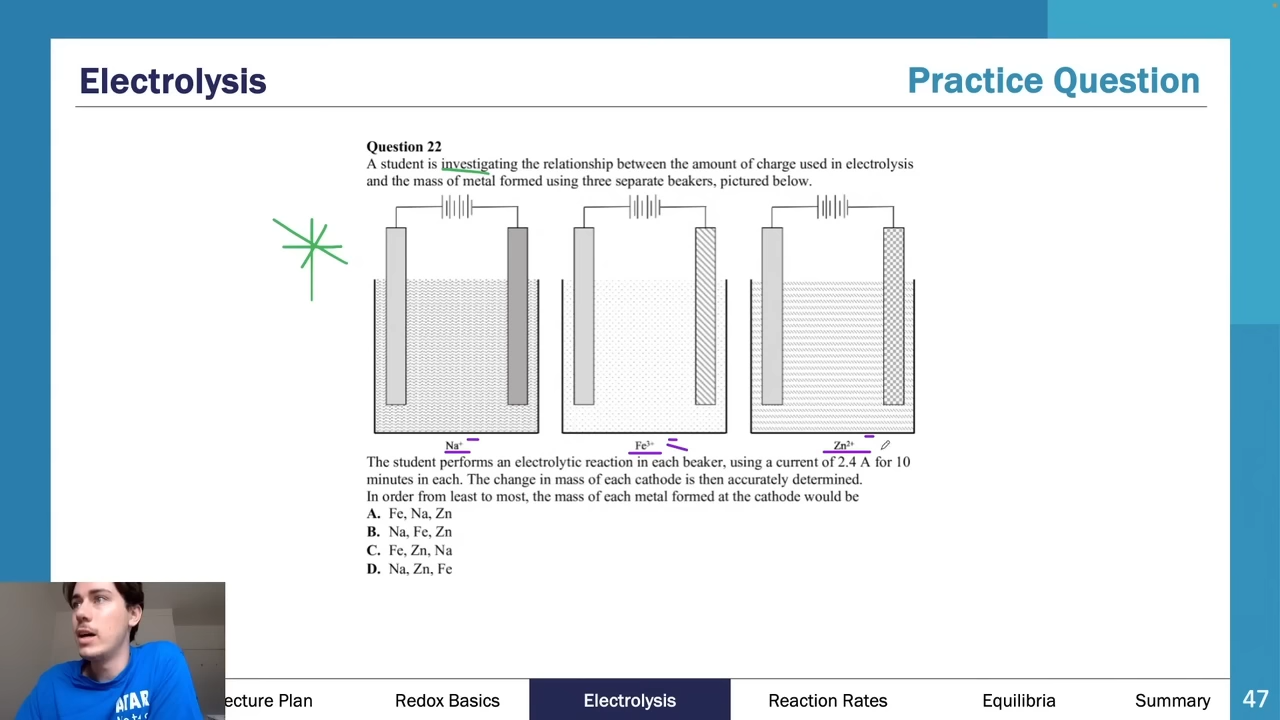 Electrolysis
Practice Question
Question 22
A student is investigating the relationship between the amount of charge used in electrolysis
and the mass of metal formed using three separate beakers, pictured below.
Na⁺
Fe³⁺
Zn²⁺
The student performs an electrolytic reaction in each beaker, using a current of 2.4 A for 10
minutes in each. The change in mass of each cathode is then accurately determined.
In order from least to most, the mass of each metal formed at the cathode would be
A. Fe, Na, Zn
B. Na, Fe, Zn
C. Fe, Zn, Na
D. Na, Zn, Fe
ATAR
ecture Plan
Redox Basics
Electrolysis
Reaction Rates
Equilibria
Summary
47